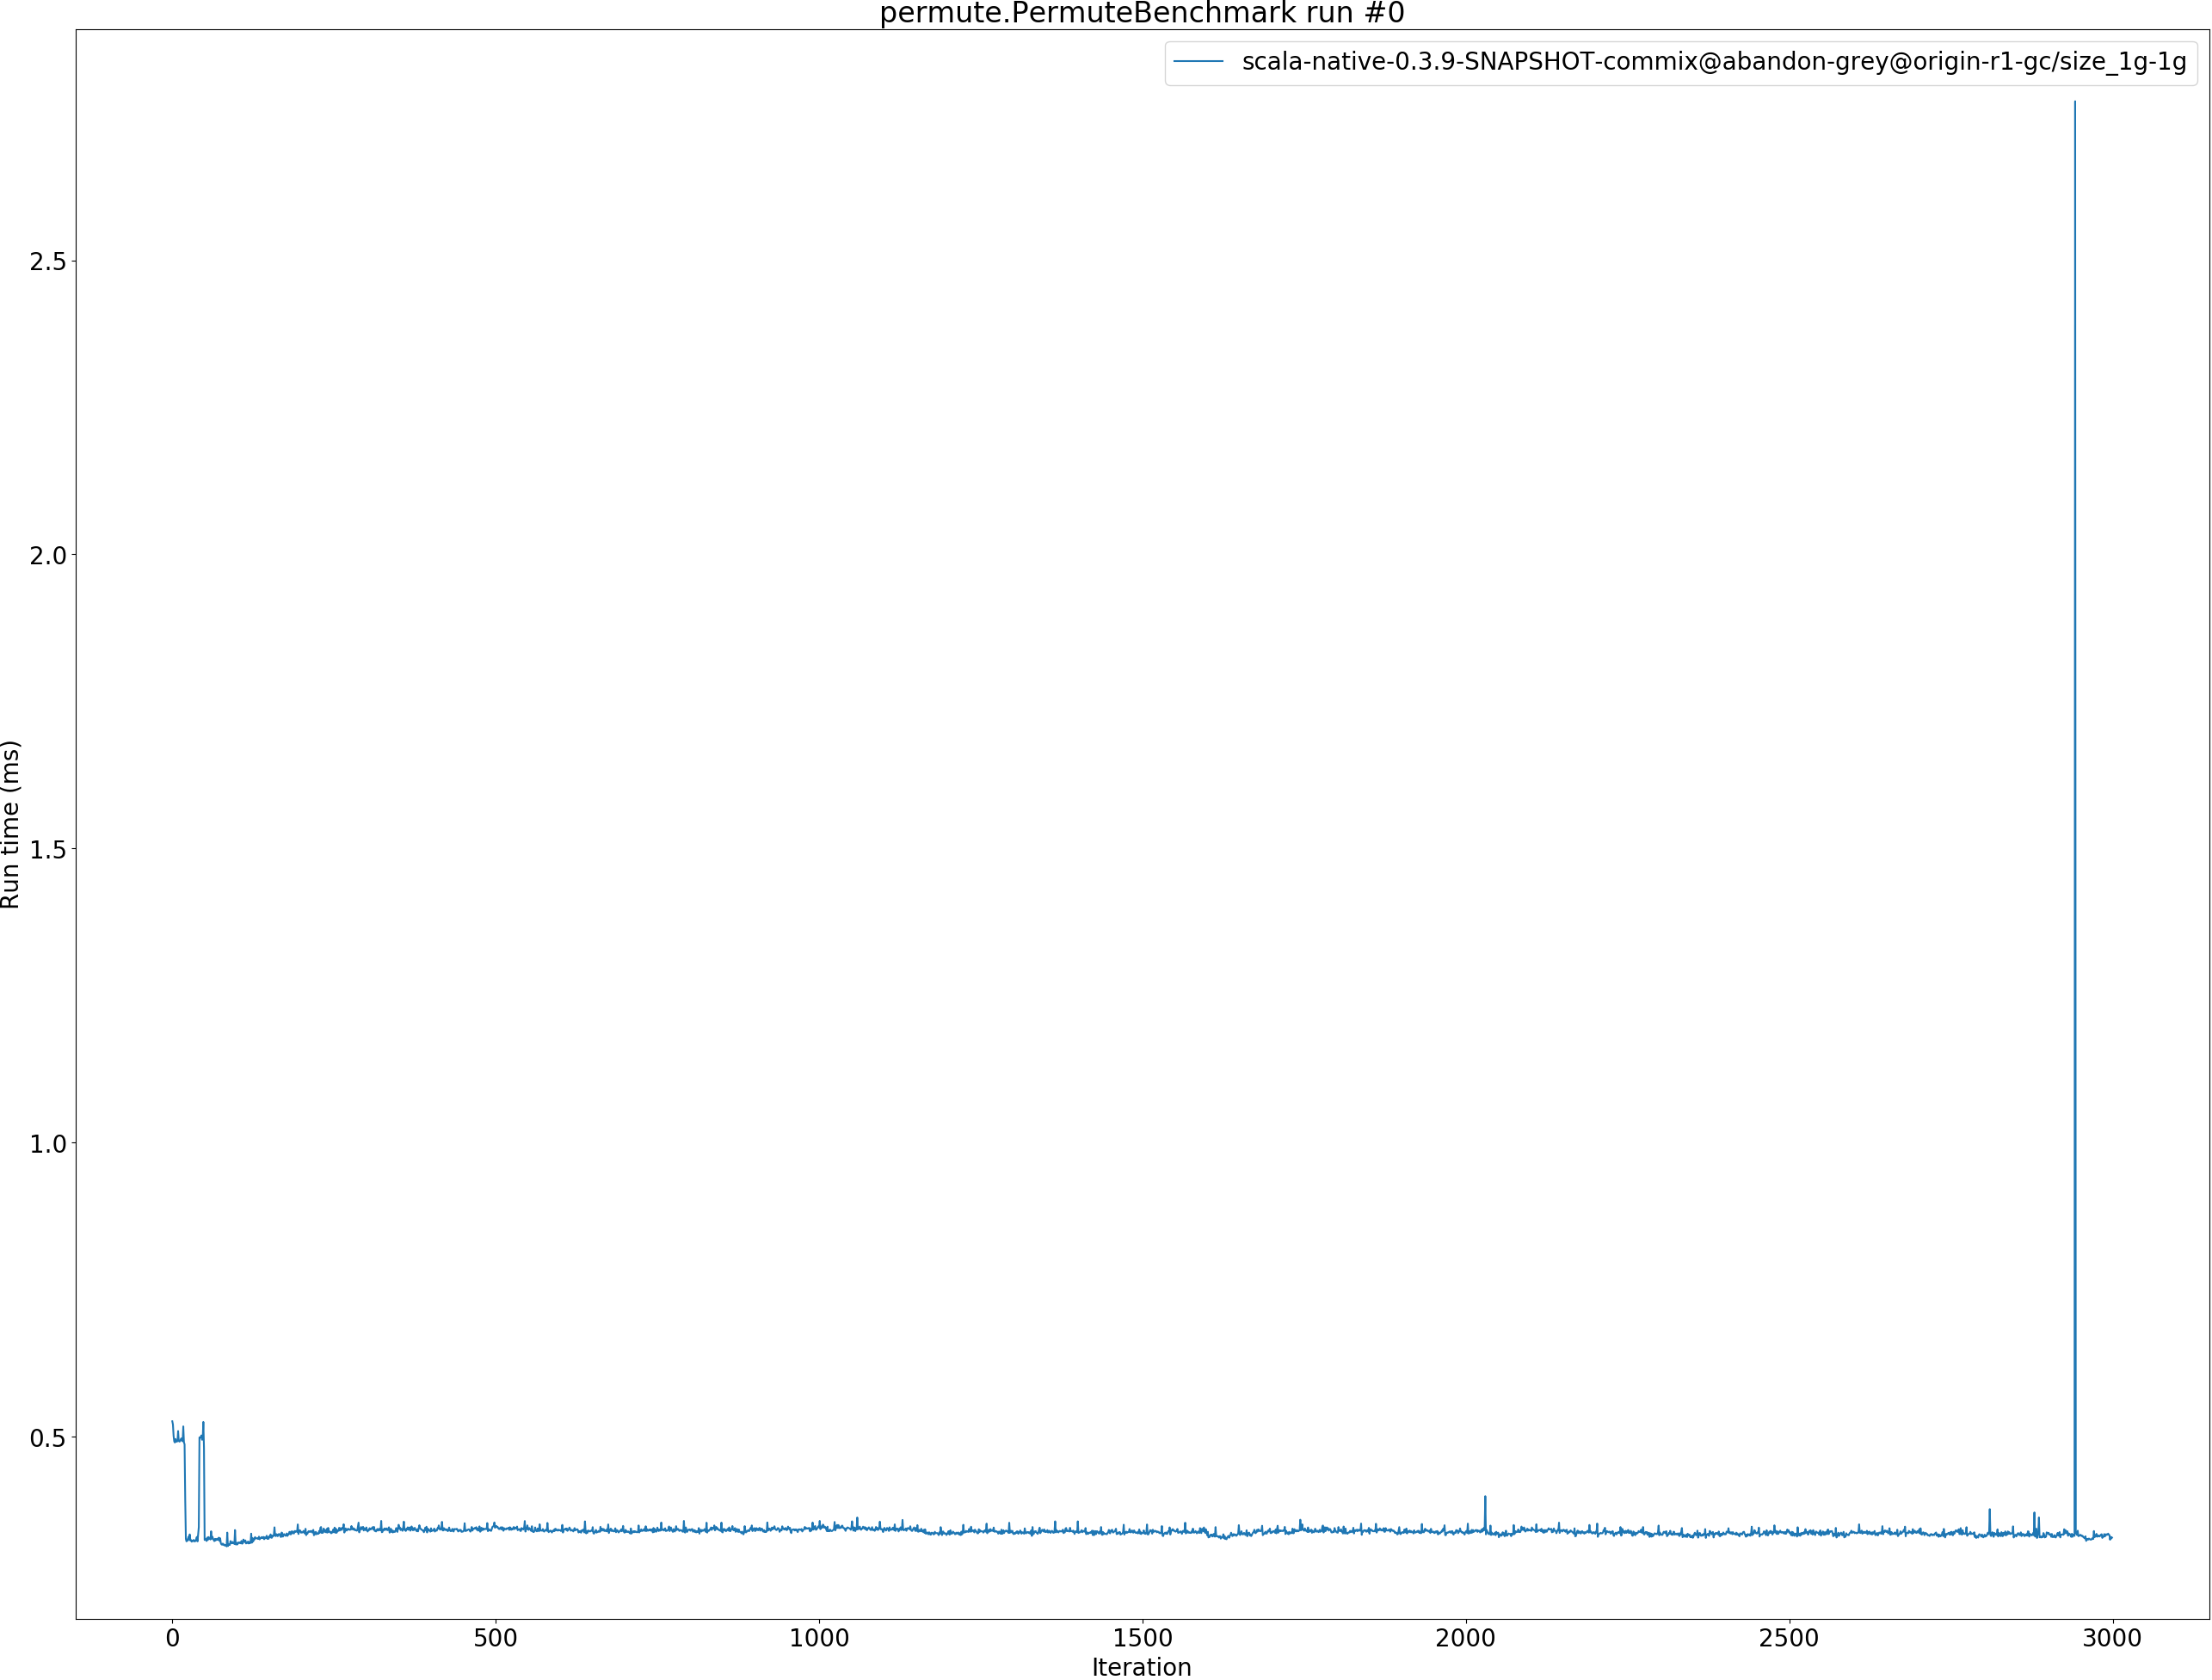 permute.PermuteBenchmark run #0
scala-native-0.3.9-SNAPSHOT-commix@abandon-grey@origin-r1-gc/size_1g-1g
Run time (ms)
2.5
2.0
1.5
1.0
0.5
0 500 1000 1500 2000 2500 3000
Iteration